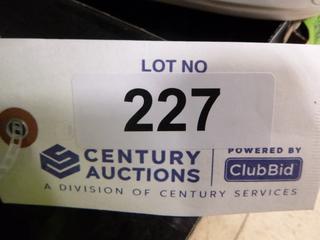 LOT NO
227
CENTURY AUCTIONS
POWERED BY
ClubBid
A DIVISION OF CENTURY SERVICES